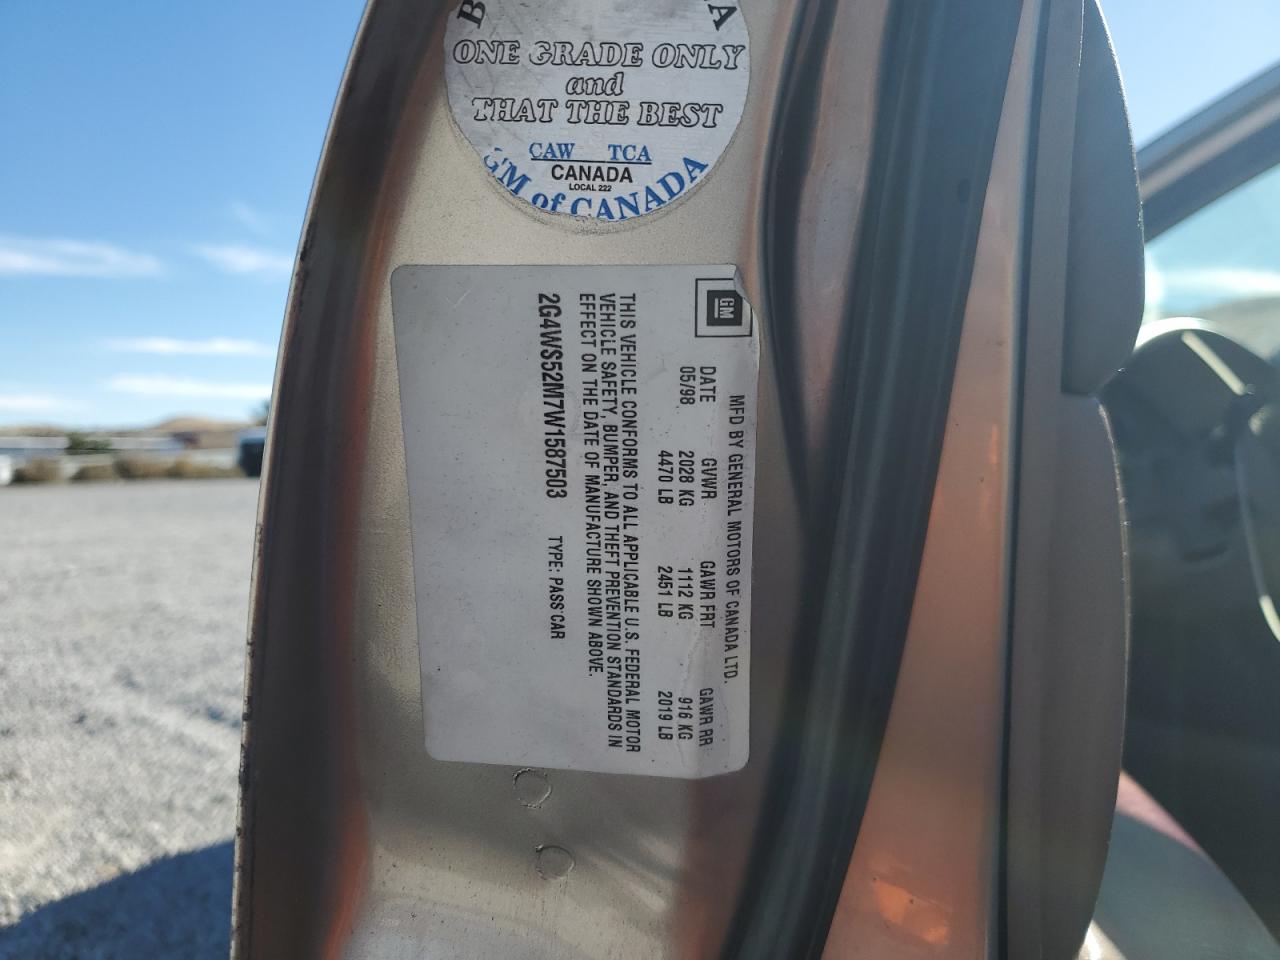 ONE GRADE ONLY
and
THAT THE BEST
CAW TCA
CANADA
LOCAL 222
GM of CANADA
GM
MFD BY GENERAL MOTORS OF CANADA LTD.
DATE GVWR GAWR FRT GAWR RR
05/98 2028 KG 1112 KG 916 KG
4470 LB 2451 LB 2019 LB
THIS VEHICLE CONFORMS TO ALL APPLICABLE U.S. FEDERAL MOTOR
VEHICLE SAFETY, BUMPER, AND THEFT PREVENTION STANDARDS IN
EFFECT ON THE DATE OF MANUFACTURE SHOWN ABOVE.
2G4WS52M7W1587503 TYPE: PASS CAR